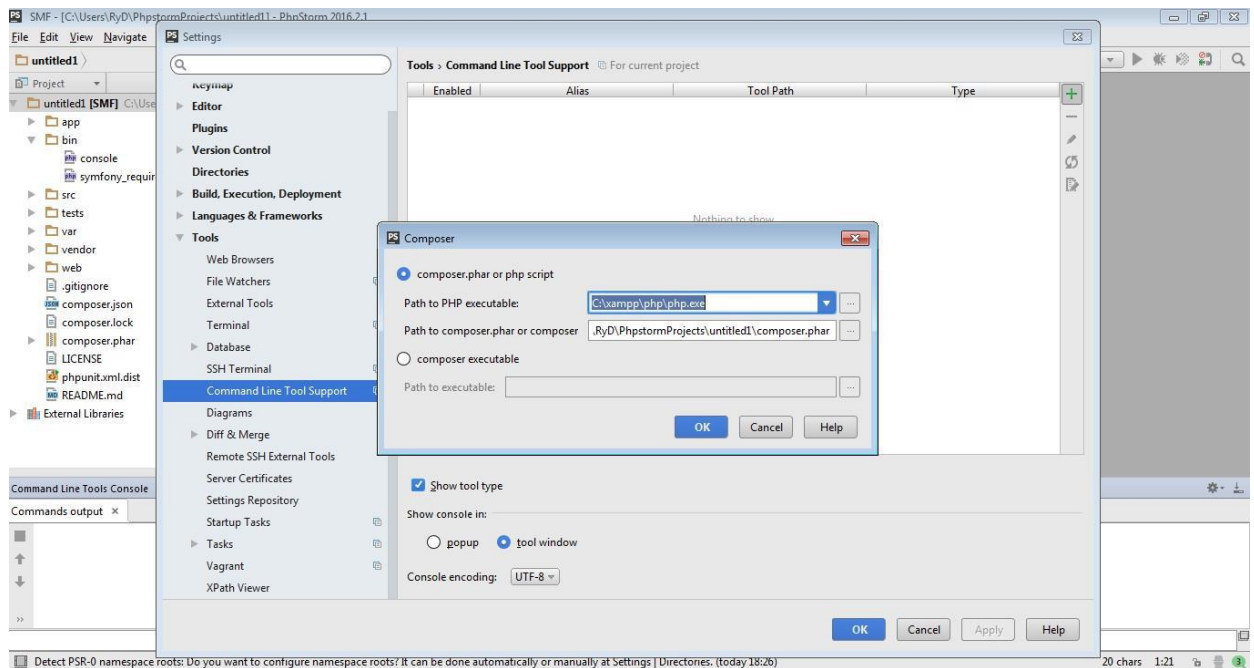 SMF - [C:\Users\RyD\PhpstormProjects\untitled1] - PhpStorm 2016.2.1
File Edit View Navigate
untitled1
Project
untitled1 [SMF] C:\Use
app
bin
console
symfony_requir
src
tests
var
vendor
web
.gitignore
composer.json
composer.lock
composer.phar
LICENSE
phpunit.xml.dist
README.md
External Libraries
Settings
Keymap
Editor
Plugins
Version Control
Directories
Build, Execution, Deployment
Languages & Frameworks
Tools
Web Browsers
File Watchers
External Tools
Terminal
Database
SSH Terminal
Command Line Tool Support
Diagrams
Diff & Merge
Remote SSH External Tools
Server Certificates
Settings Repository
Startup Tasks
Tasks
Vagrant
XPath Viewer
Tools › Command Line Tool Support For current project
Enabled Alias Tool Path Type
Nothing to show
Composer
composer.phar or php script
Path to PHP executable: C:\xampp\php\php.exe
Path to composer.phar or composer .RyD\PhpstormProjects\untitled1\composer.phar
composer executable
Path to executable:
OK Cancel Help
Show tool type
Show console in:
popup tool window
Console encoding: UTF-8
OK Cancel Apply Help
Command Line Tools Console
Commands output
Detect PSR-0 namespace roots: Do you want to configure namespace roots? It can be done automatically or manually at Settings | Directories. (today 18:26)
20 chars 1:21 3